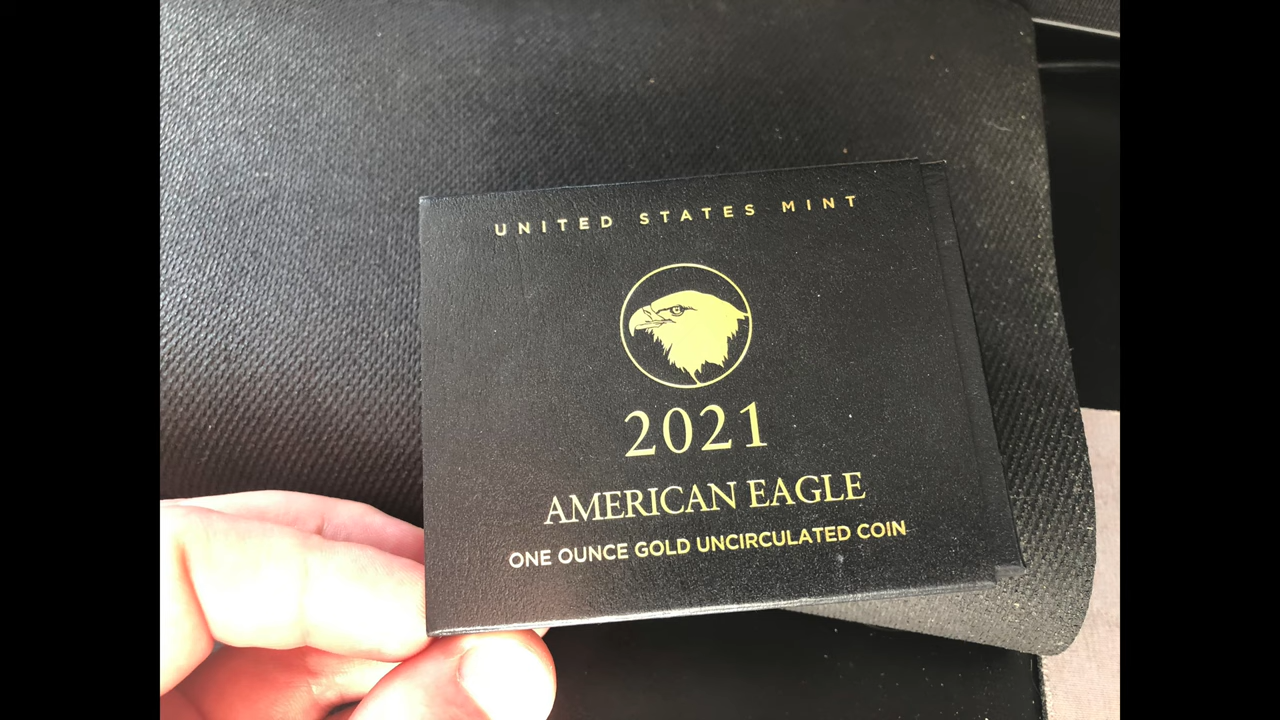 UNITED STATES MINT
2021
AMERICAN EAGLE
ONE OUNCE GOLD UNCIRCULATED COIN